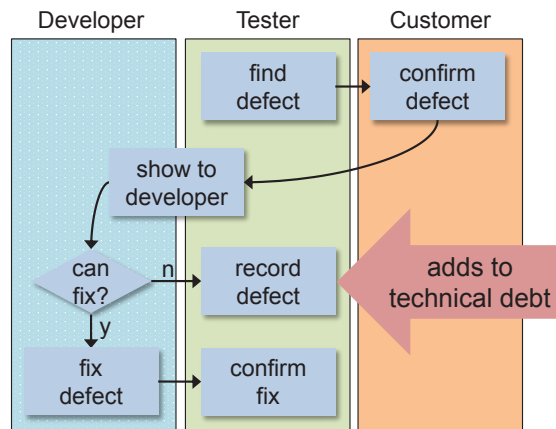 Developer
Tester
Customer
find
defect
confirm
defect
show to
developer
can
fix?
n
record
defect
adds to
technical debt
y
fix
defect
confirm
fix